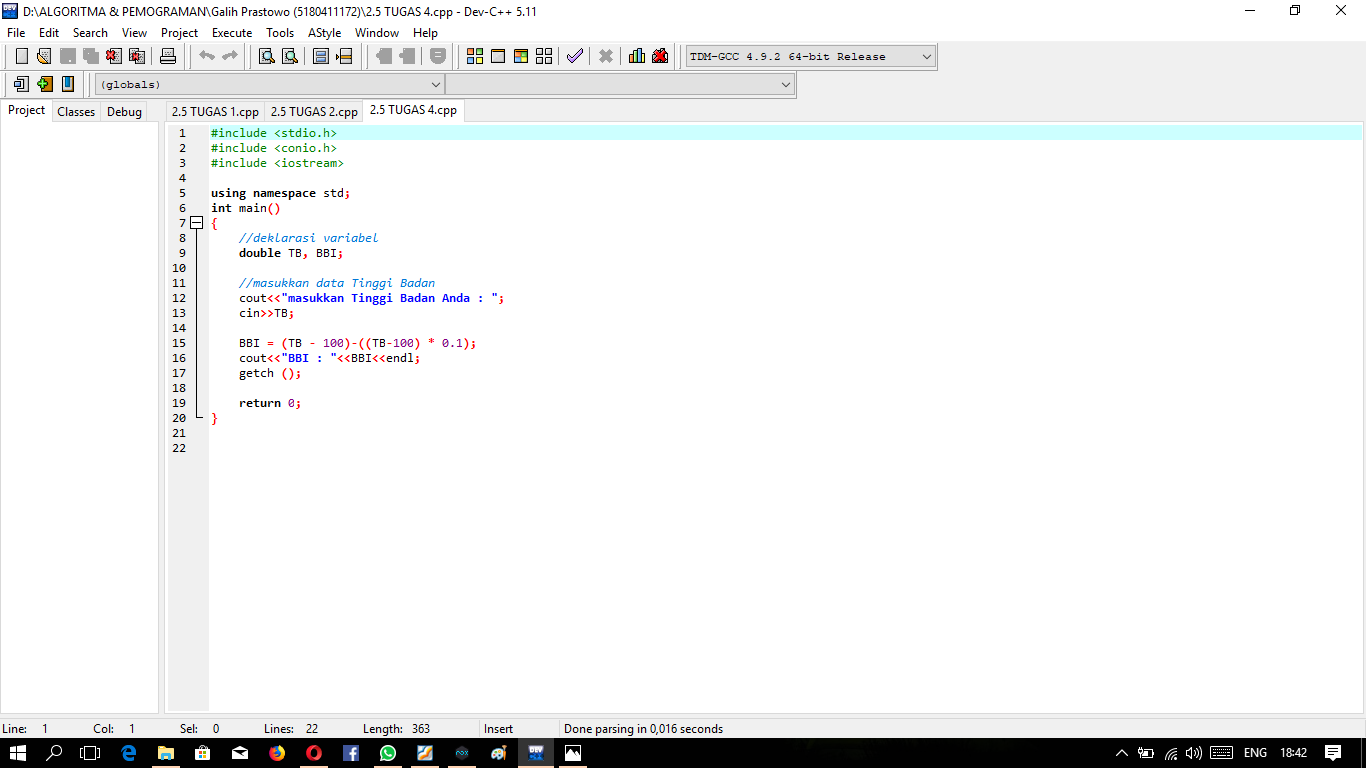 D:\ALGORITMA & PEMOGRAMAN\Galih Prastowo (5180411172)\2.5 TUGAS 4.cpp - Dev-C++ 5.11
File Edit Search View Project Execute Tools AStyle Window Help
TDM-GCC 4.9.2 64-bit Release
(globals)
Project Classes Debug 2.5 TUGAS 1.cpp 2.5 TUGAS 2.cpp 2.5 TUGAS 4.cpp
1 #include <stdio.h>
2 #include <conio.h>
3 #include <iostream>
4
5 using namespace std;
6 int main()
7 {
8 //deklarasi variabel
9 double TB, BBI;
10
11 //masukkan data Tinggi Badan
12 cout<<"masukkan Tinggi Badan Anda : ";
13 cin>>TB;
14
15 BBI = (TB - 100)-((TB-100) * 0.1);
16 cout<<"BBI : "<<BBI<<endl;
17 getch ();
18
19 return 0;
20 }
21
22
Line: 1 Col: 1 Sel: 0 Lines: 22 Length: 363 Insert Done parsing in 0,016 seconds
DEV ENG 18:42